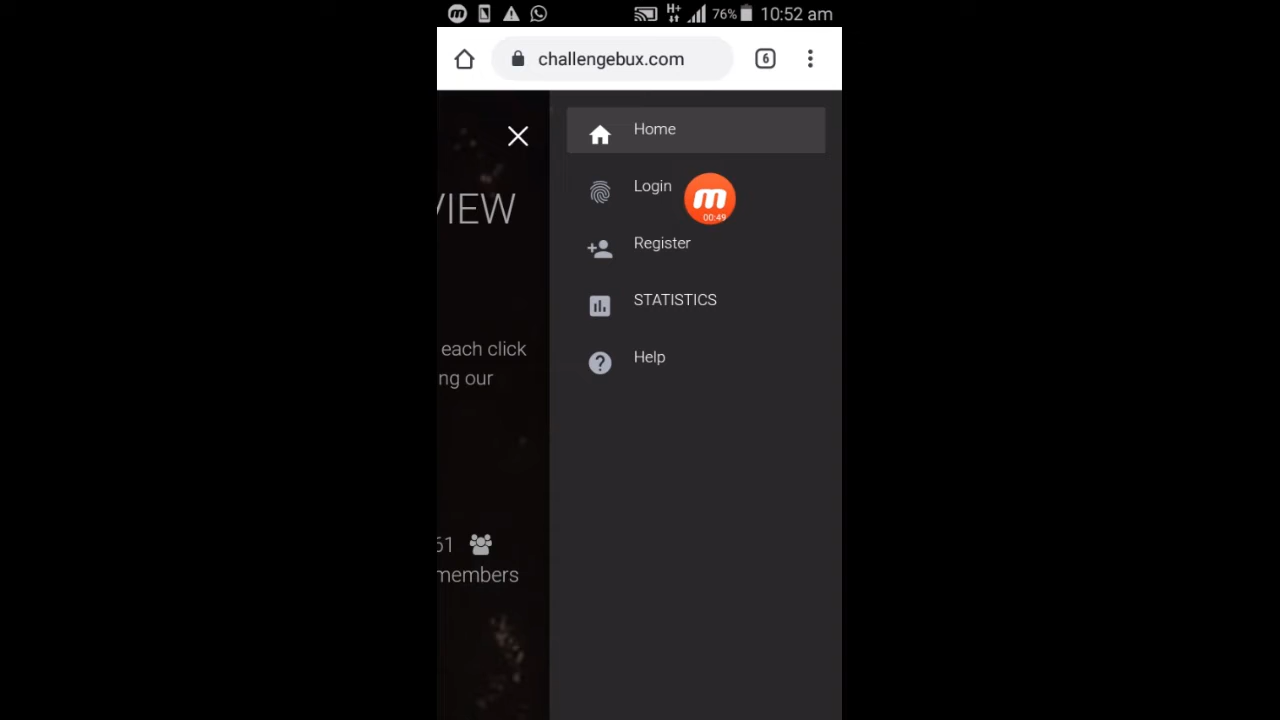 76% 10:52 am
challengebux.com 6
Home
Login
00:49
Register
STATISTICS
Help
VIEW
each click
ng our
61
members